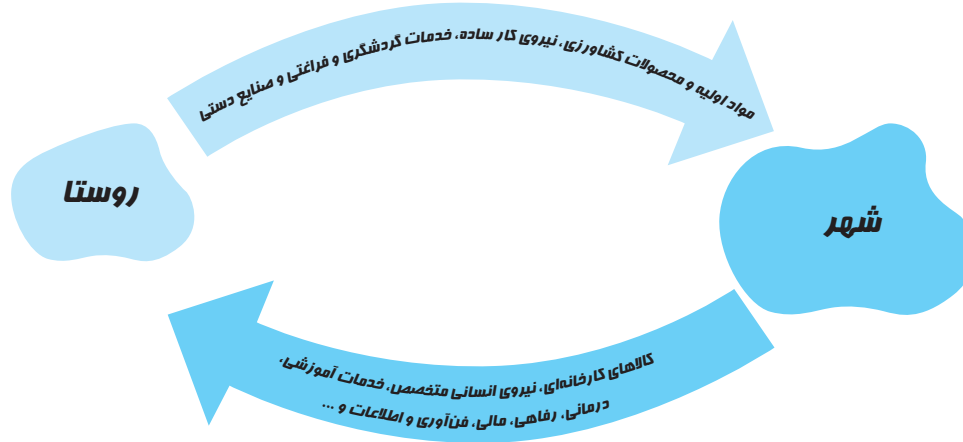 مواد اولیه و محصولات کشاورزی، نیروی کار ساده، خدمات گردشگری و فراغتی و صنایع دستی
روستا
شهر
کالاهای کارخانه‌ای، نیروی انسانی متخصص، خدمات آموزشی،
درمانی، رفاهی، مالی، فن‌آوری و اطلاعات و ...